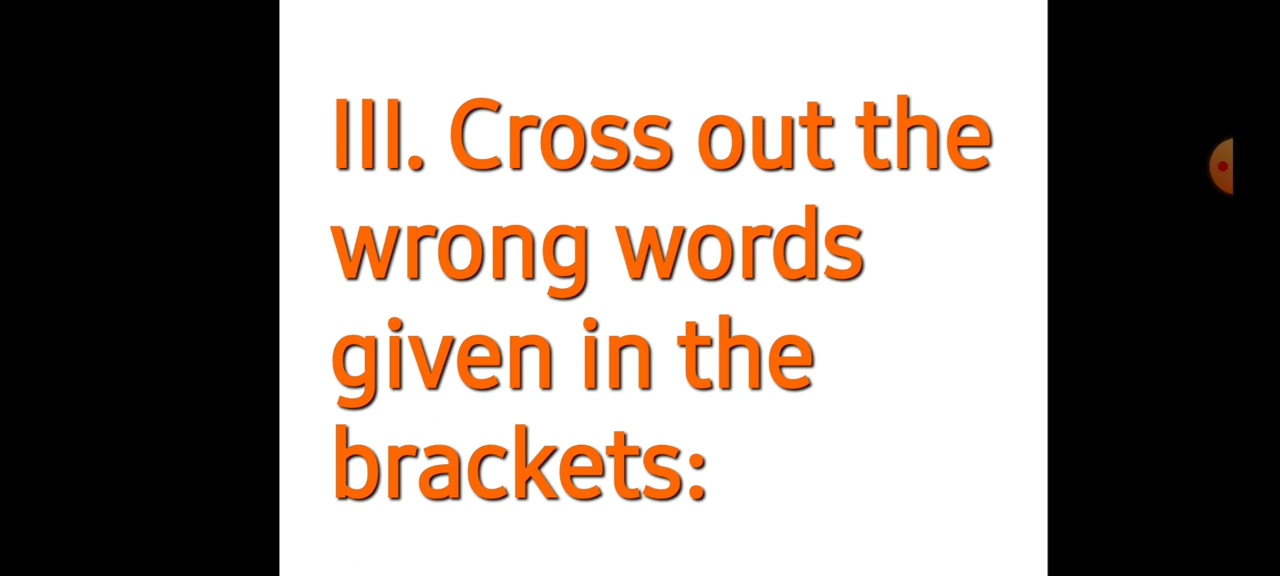 III. Cross out the
wrong words
given in the
brackets: